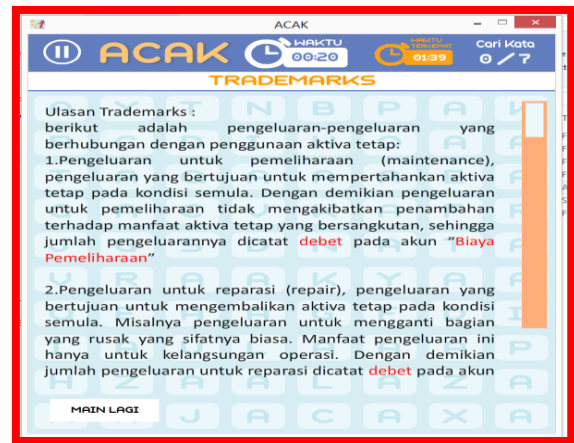 ACAK
ACAK
WAKTU
00:20
WAKTU
TERCEPAT
01:39
Cari Kata
0/7
TRADEMARKS
Ulasan Trademarks :
berikut adalah pengeluaran-pengeluaran yang
berhubungan dengan penggunaan aktiva tetap:
1.Pengeluaran untuk pemeliharaan (maintenance),
pengeluaran yang bertujuan untuk mempertahankan aktiva
tetap pada kondisi semula. Dengan demikian pengeluaran
untuk pemeliharaan tidak mengakibatkan penambahan
terhadap manfaat aktiva tetap yang bersangkutan, sehingga
jumlah pengeluarannya dicatat debet pada akun “Biaya
Pemeliharaan”
2.Pengeluaran untuk reparasi (repair), pengeluaran yang
bertujuan untuk mengembalikan aktiva tetap pada kondisi
semula. Misalnya pengeluaran untuk mengganti bagian
yang rusak yang sifatnya biasa. Manfaat pengeluaran ini
hanya untuk kelangsungan operasi. Dengan demikian
jumlah pengeluaran untuk reparasi dicatat debet pada akun
MAIN LAGI